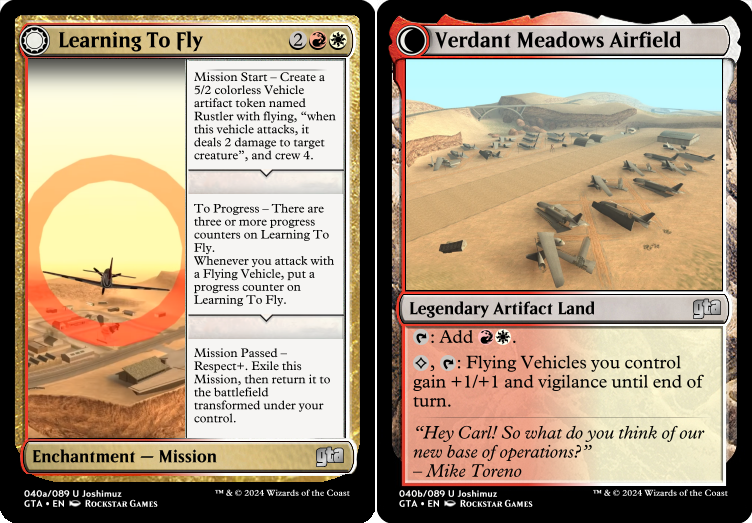 Learning To Fly
2
Mission Start – Create a
5/2 colorless Vehicle
artifact token named
Rustler with flying, “when
this vehicle attacks, it
deals 2 damage to target
creature”, and crew 4.
To Progress – There are
three or more progress
counters on Learning To
Fly.
Whenever you attack with
a Flying Vehicle, put a
progress counter on
Learning To Fly.
Mission Passed –
Respect+. Exile this
Mission, then return it to
the battlefield
transformed under your
control.
Enchantment — Mission
gta
040a/089 U Joshimuz
GTA • EN Rockstar Games
™ & © 2024 Wizards of the Coast
Verdant Meadows Airfield
Legendary Artifact Land
gta
: Add .
, : Flying Vehicles you control
gain +1/+1 and vigilance until end of
turn.
“Hey Carl! So what do you think of our
new base of operations?”
– Mike Toreno
040b/089 U Joshimuz
GTA • EN Rockstar Games
™ & © 2024 Wizards of the Coast